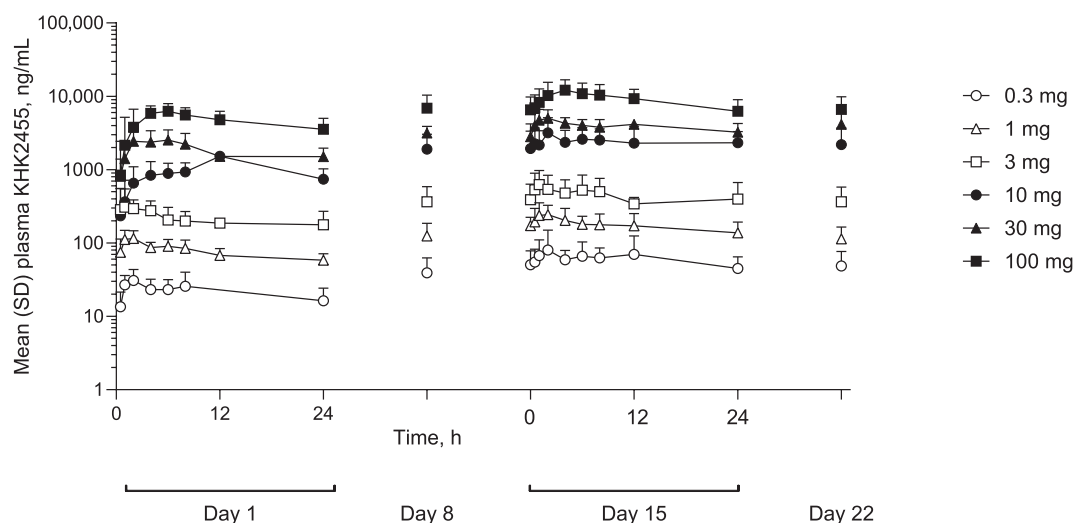 Mean (SD) plasma KHK2455, ng/mL
100,000
10,000
1000
100
10
1
0 12 24 0 12 24
Time, h
Day 1 Day 8 Day 15 Day 22
0.3 mg
1 mg
3 mg
10 mg
30 mg
100 mg